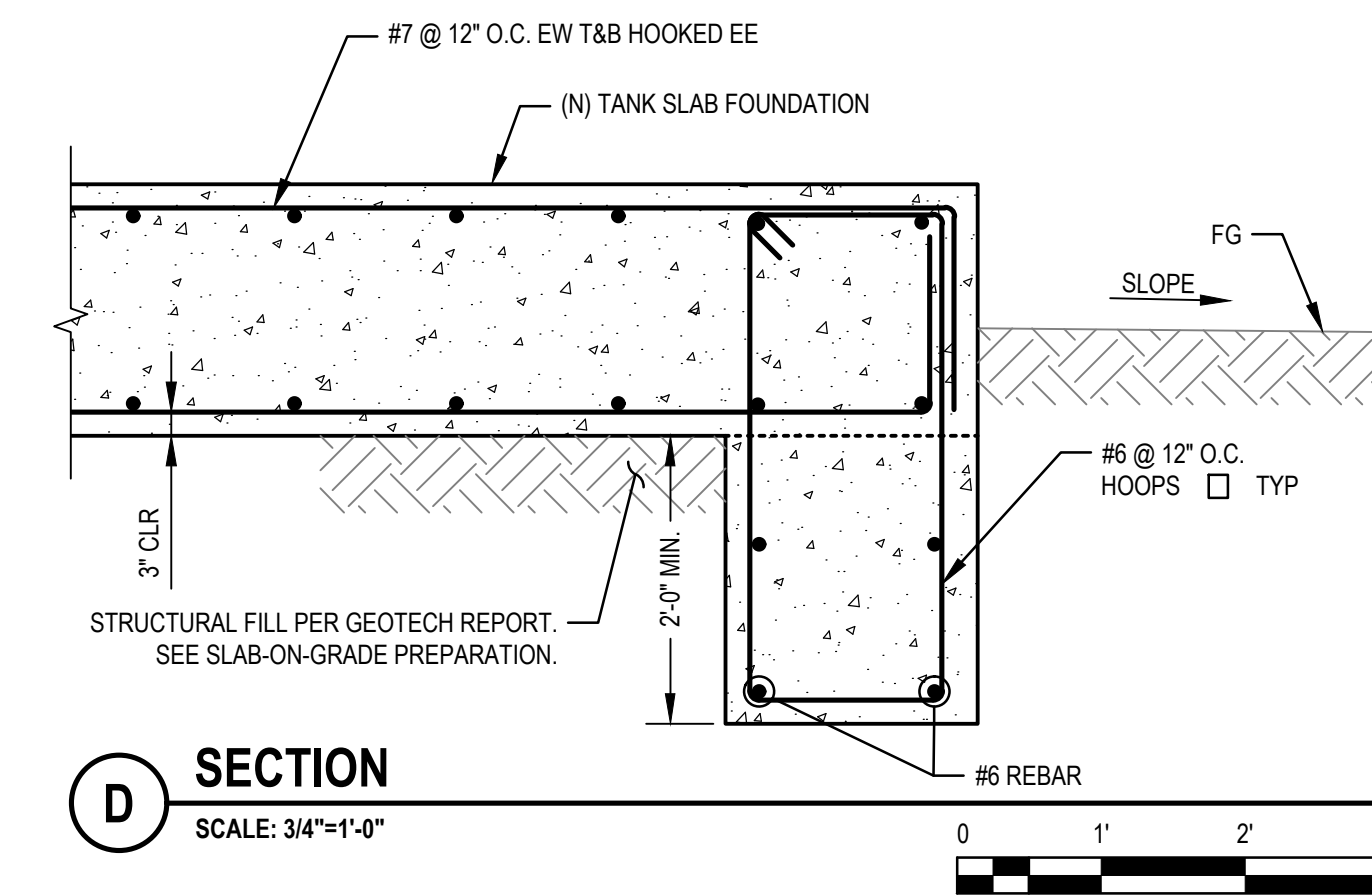 #7 @ 12" O.C. EW T&B HOOKED EE
(N) TANK SLAB FOUNDATION
FG
SLOPE
#6 @ 12" O.C.
HOOPS TYP
3" CLR
2'-0" MIN.
STRUCTURAL FILL PER GEOTECH REPORT.
SEE SLAB-ON-GRADE PREPARATION.
#6 REBAR
D
SECTION
SCALE: 3/4"=1'-0"
0 1' 2'